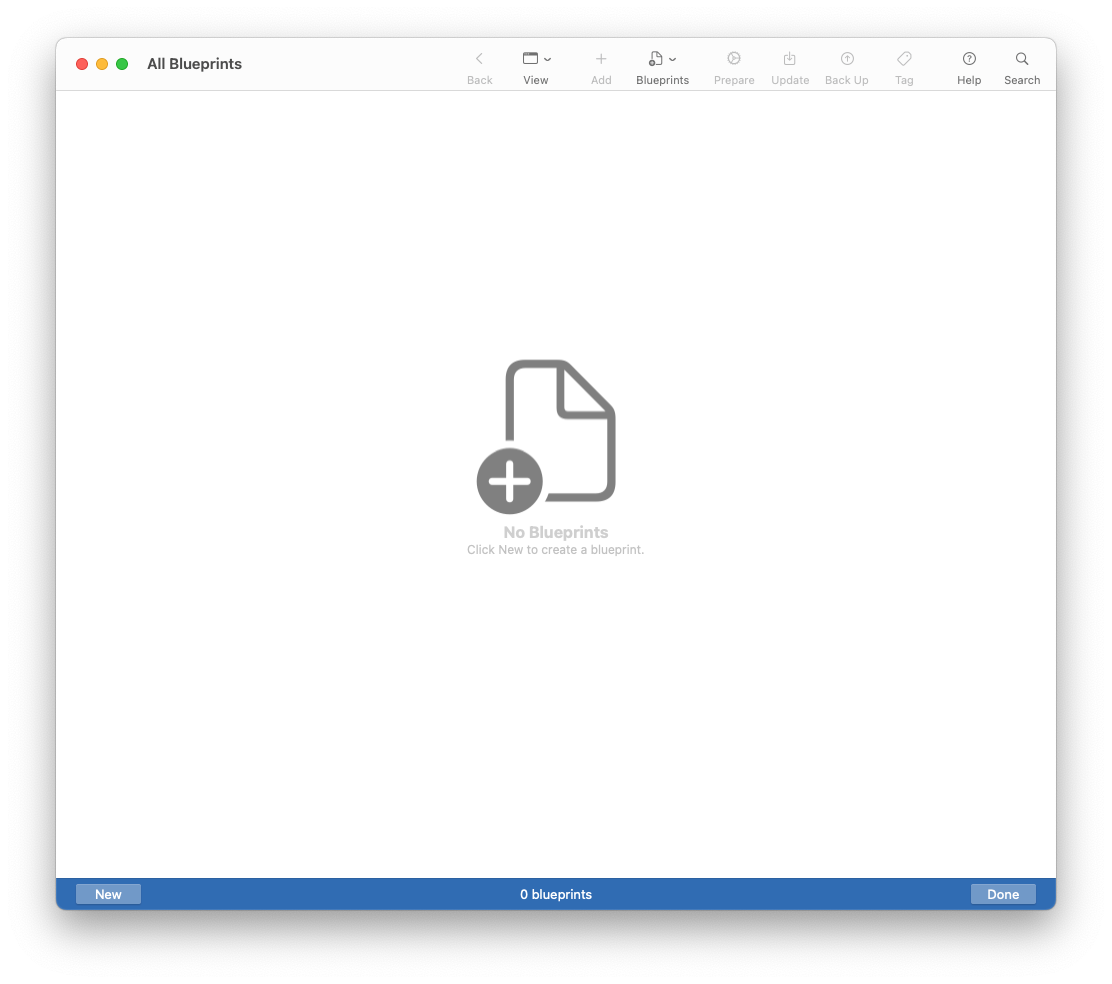 All Blueprints
Back
View
Add
Blueprints
Prepare
Update
Back Up
Tag
Help
Search
No Blueprints
Click New to create a blueprint.
New
0 blueprints
Done